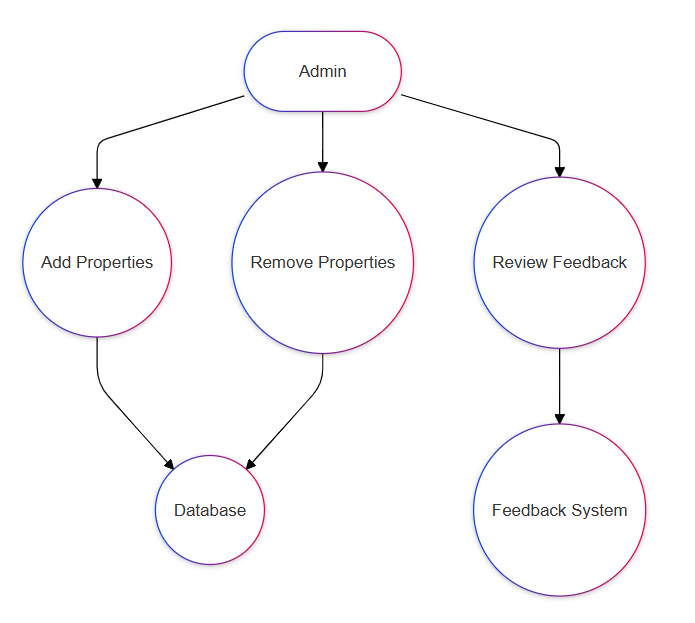 Admin
Add Properties
Remove Properties
Review Feedback
Database
Feedback System